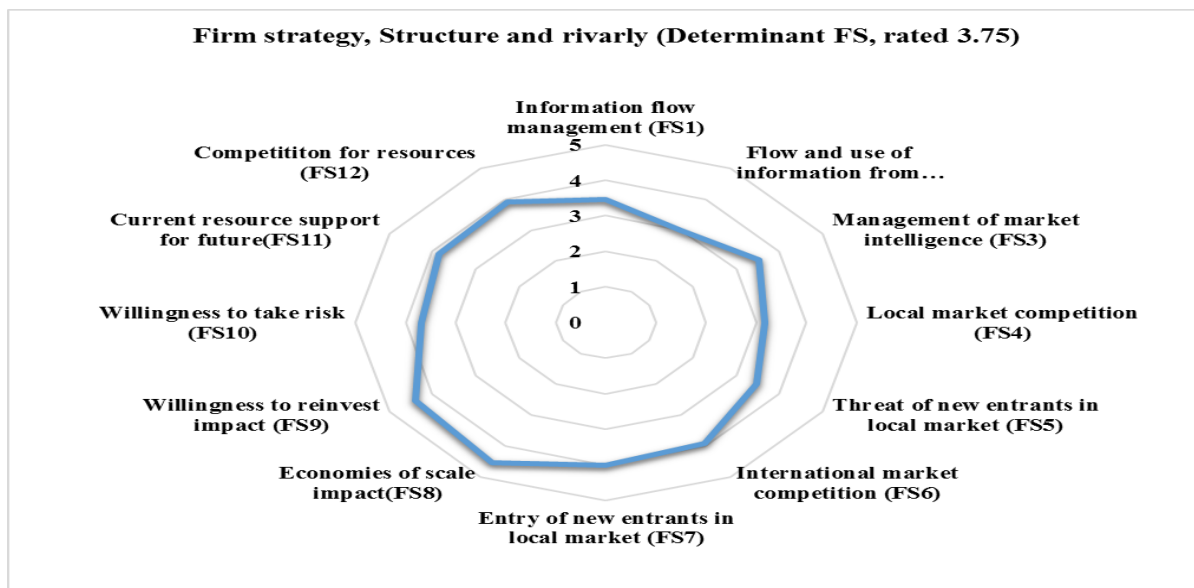 Firm strategy, Structure and rivarly (Determinant FS, rated 3.75)
Information flow
management (FS1)
Flow and use of
information from…
Management of market
intelligence (FS3)
Local market competition
(FS4)
Threat of new entrants in
local market (FS5)
International market
competition (FS6)
Entry of new entrants in
local market (FS7)
Economies of scale
impact(FS8)
Willingness to reinvest
impact (FS9)
Willingness to take risk
(FS10)
Current resource support
for future(FS11)
Competititon for resources
(FS12)
5
4
3
2
1
0